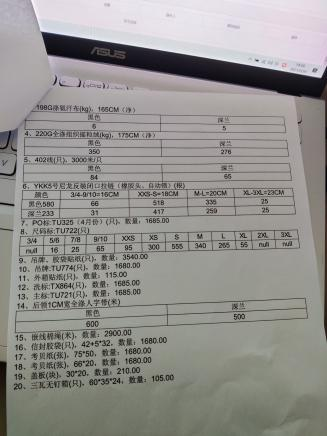 ASUS
198G涤氨汗布(kg), 165CM（净）
黑色 深兰
6 5
4、220G全涤组织摇粒绒(kg), 175CM（净）
黑色 深兰
350 276
5、402线(只), 3000米/只
黑色 深兰
84 65
6、YKK5号尼龙反装闭口拉链（橡胶头、自动锁）(根)
颜色 3/4-9/10=16CM XXS-S=18CM M-L=20CM XL-3XL=23CM
黑色580 66 518 335 25
深兰233 31 417 259 25
7、PO标:TU325（4月份）(只), 数量: 1685.00
8、尺码标:TU722(只)
3/4 5/6 7/8 9/10 XXS XS S M L XL 2XL 3XL
null 16 25 65 95 300 555 340 265 55 null null
9、吊牌、胶袋贴纸(只), 数量: 3540.00
10、吊牌:TU774(只), 数量: 1680.00
11、外箱贴纸(只), 数量: 115.00
12、洗标:TX864(只), 数量: 1685.00
13、主标:TU721(只), 数量: 1685.00
14、后领1CM宽全涤人字带(米)
黑色 深兰
600 500
15、嵌线棉绳(米), 数量: 2900.00
16、信封胶袋(只), 42+5*32, 数量: 1680.00
17、考贝纸(张), 75*50, 数量: 1680.00
18、考贝纸(张), 66*20, 数量: 1680.00
19、盖板(块), 30*20, 数量: 210.00
20、三瓦无钉箱(只), 60*35*24, 数量: 105.00